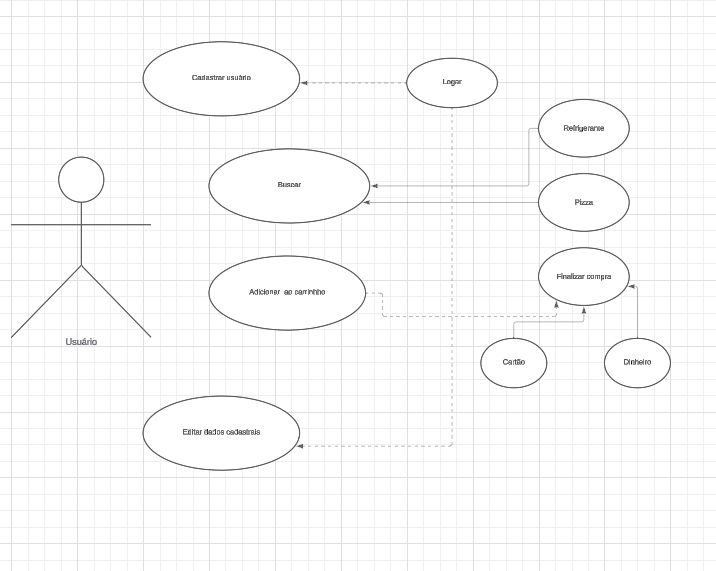 Cadastrar usuário
Logar
Refrigerante
Buscar
Pizza
Finalizar compra
Adicionar ao carrinhho
Usuário
Cartão
Dinheiro
Editar dados cadastrais